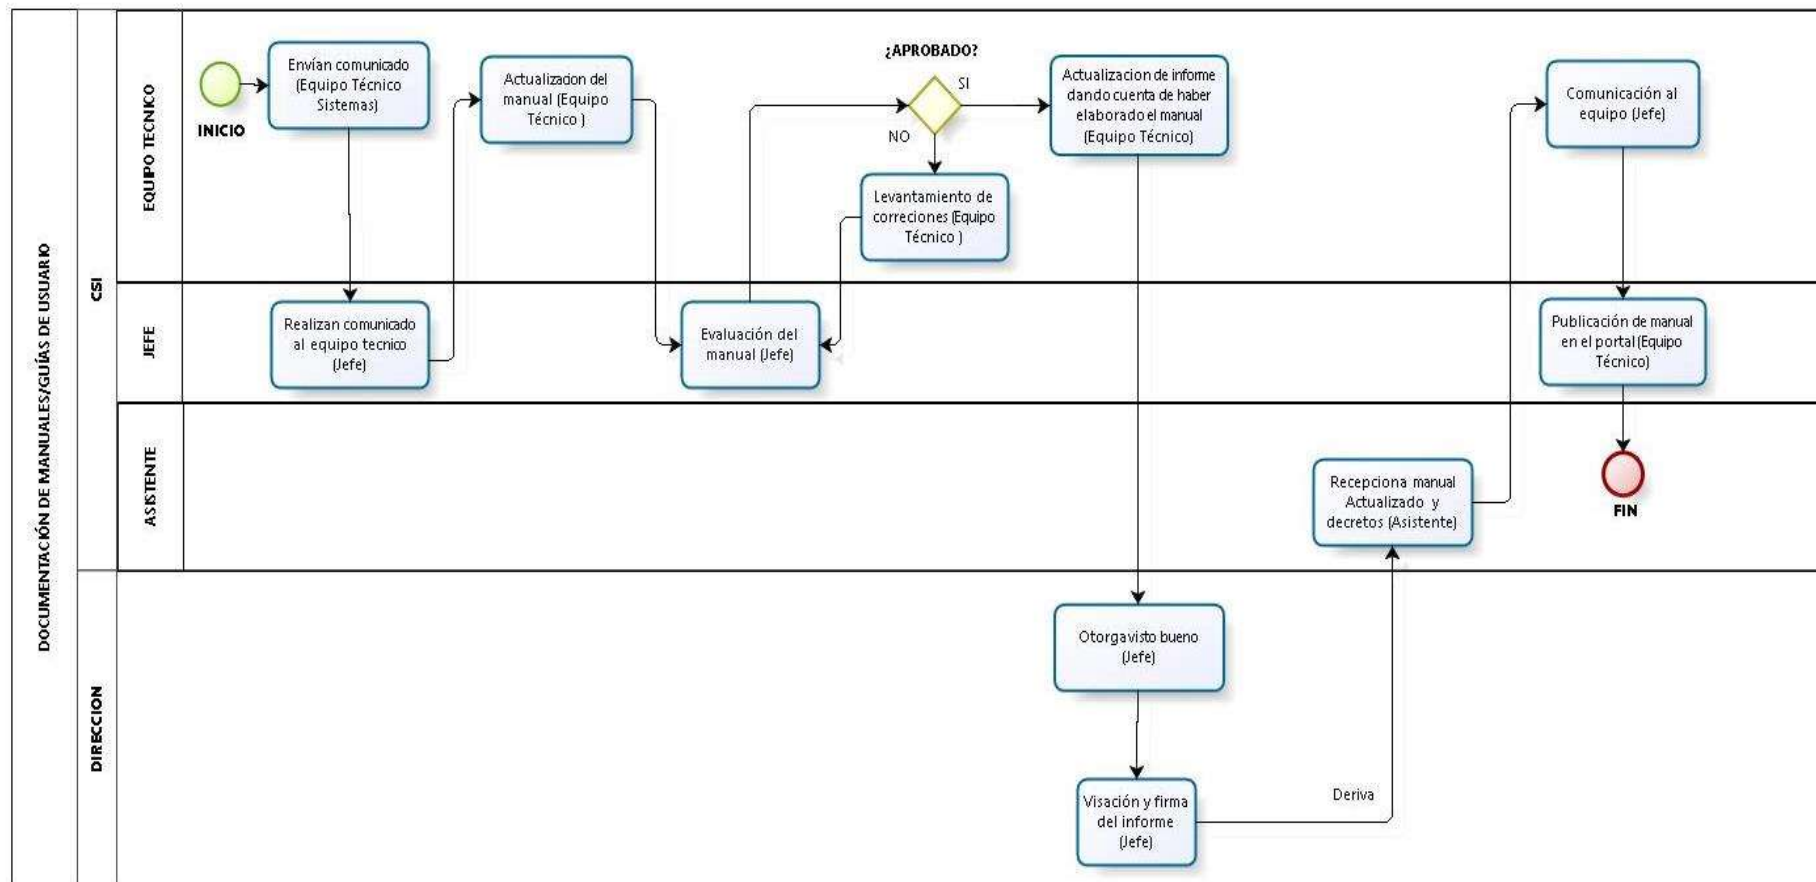 DOCUMENTACIÓN DE MANUALES/GUÍAS DE USUARIO
CSI
EQUIPO TECNICO
INICIO
Envían comunicado
(Equipo Técnico
Sistemas)
Actualizacion del
manual (Equipo
Técnico )
¿APROBADO?
SI
NO
Actualizacion de informe
dando cuenta de haber
elaborado el manual
(Equipo Técnico)
Levantamiento de
correciones (Equipo
Técnico )
Comunicación al
equipo (Jefe)
JEFE
Realizan comunicado
al equipo tecnico
(Jefe)
Evaluación del
manual (Jefe)
Publicación de manual
en el portal (Equipo
Técnico)
ASISTENTE
Recepciona manual
Actualizado y
decretos (Asistente)
FIN
DIRECCION
Otorgavisto bueno
(Jefe)
Visación y firma
del informe
(Jefe)
Deriva